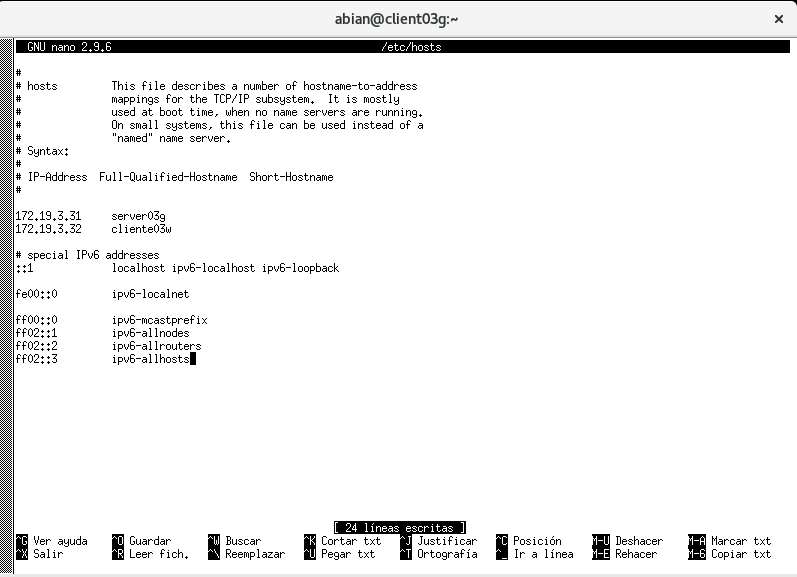 abian@client03g:~
GNU nano 2.9.6 /etc/hosts
#
# hosts This file describes a number of hostname-to-address
# mappings for the TCP/IP subsystem. It is mostly
# used at boot time, when no name servers are running.
# On small systems, this file can be used instead of a
# "named" name server.
# Syntax:
#
# IP-Address Full-Qualified-Hostname Short-Hostname
#
172.19.3.31 server03g
172.19.3.32 cliente03w
# special IPv6 addresses
::1 localhost ipv6-localhost ipv6-loopback
fe00::0 ipv6-localnet
ff00::0 ipv6-mcastprefix
ff02::1 ipv6-allnodes
ff02::2 ipv6-allrouters
ff02::3 ipv6-allhosts
[ 24 líneas escritas ]
^G Ver ayuda ^O Guardar ^W Buscar ^K Cortar txt ^J Justificar ^C Posición M-U Deshacer M-A Marcar txt
^X Salir ^R Leer fich. ^\ Reemplazar ^U Pegar txt ^T Ortografía ^_ Ir a línea M-E Rehacer M-6 Copiar txt